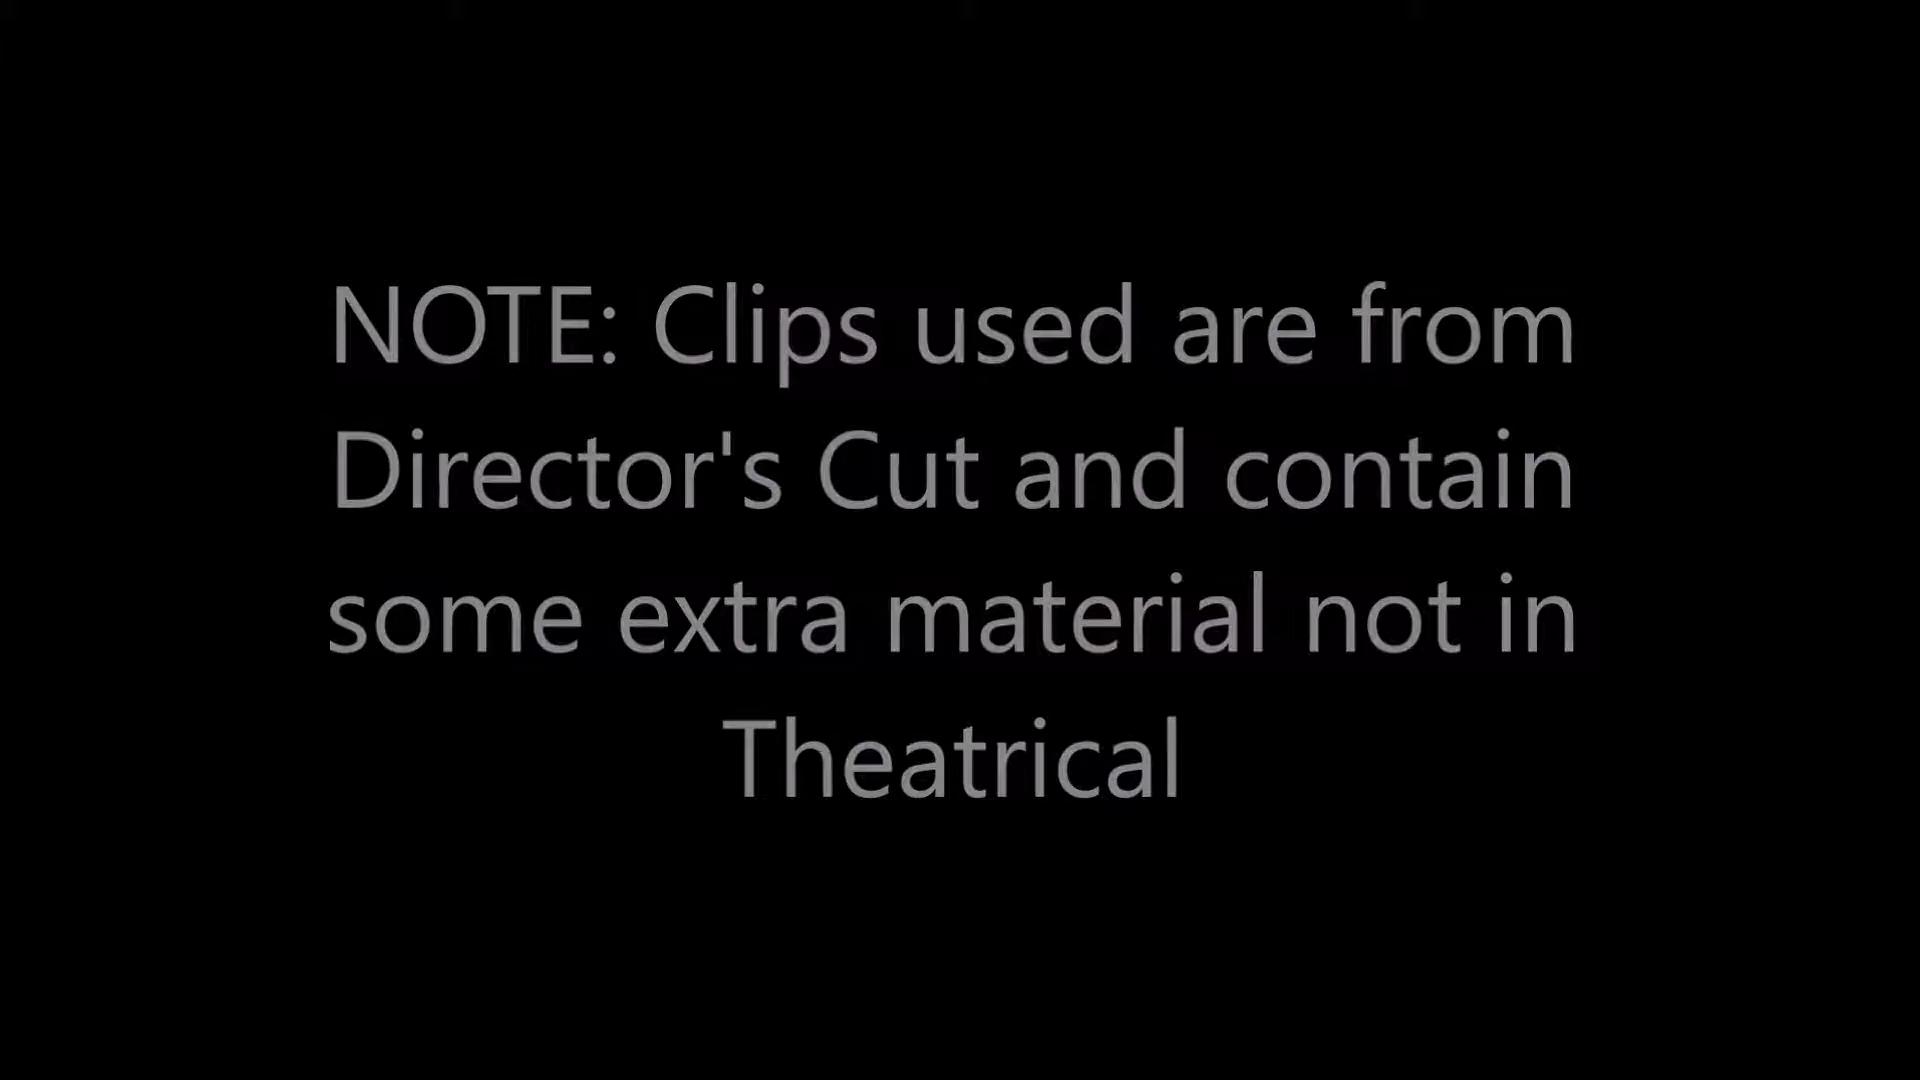 NOTE: Clips used are from
Director's Cut and contain
some extra material not in
Theatrical